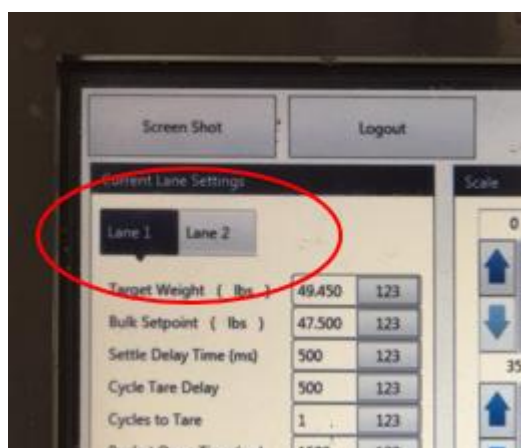 Screen Shot
Logout
Current Lane Settings
Scale
Lane 1
Lane 2
0
Target Weight ( lbs )
49.450
123
Bulk Setpoint ( lbs )
47.500
123
Settle Delay Time (ms)
500
123
35
Cycle Tare Delay
500
123
Cycles to Tare
1
123